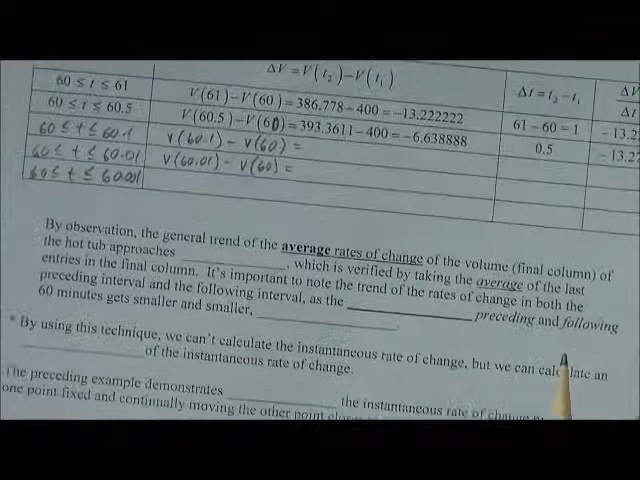 ΔV = V(t₂) − V(t₁)
Δt = t₂ − t₁
ΔV
Δt
60 ≤ t ≤ 61
V(61) − V(60) = 386.778 − 400 = −13.222222
61 − 60 = 1
−13.2
60 ≤ t ≤ 60.5
V(60.5) − V(60) = 393.3611 − 400 = −6.638888
0.5
−13.27
60 ≤ t ≤ 60.1
V(60.1) − V(60) =
60 ≤ t ≤ 60.01
V(60.01) − V(60) =
60 ≤ t ≤
By observation, the general trend of the average rates of change of the volume (final column) of
the hot tub approaches ____________, which is verified by taking the average of the last
entries in the final column. It's important to note the trend of the rates of change in both the
preceding interval and the following interval, as the ____________ preceding and following
60 minutes gets smaller and smaller, ____________.
* By using this technique, we can't calculate the instantaneous rate of change, but we can calculate an
____________ of the instantaneous rate of change.
The preceding example demonstrates ____________ the instantaneous rate of change
one point fixed and continually moving the other point